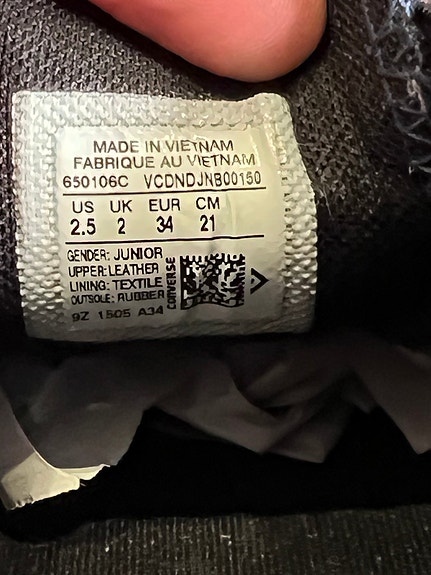 MADE IN VIETNAM
FABRIQUE AU VIETNAM
650106C VCDNDJNB00150
US UK EUR CM
2.5 2 34 21
GENDER: JUNIOR
UPPER: LEATHER
LINING: TEXTILE
OUTSOLE: RUBBER
CONVERSE
9Z 1505 A34